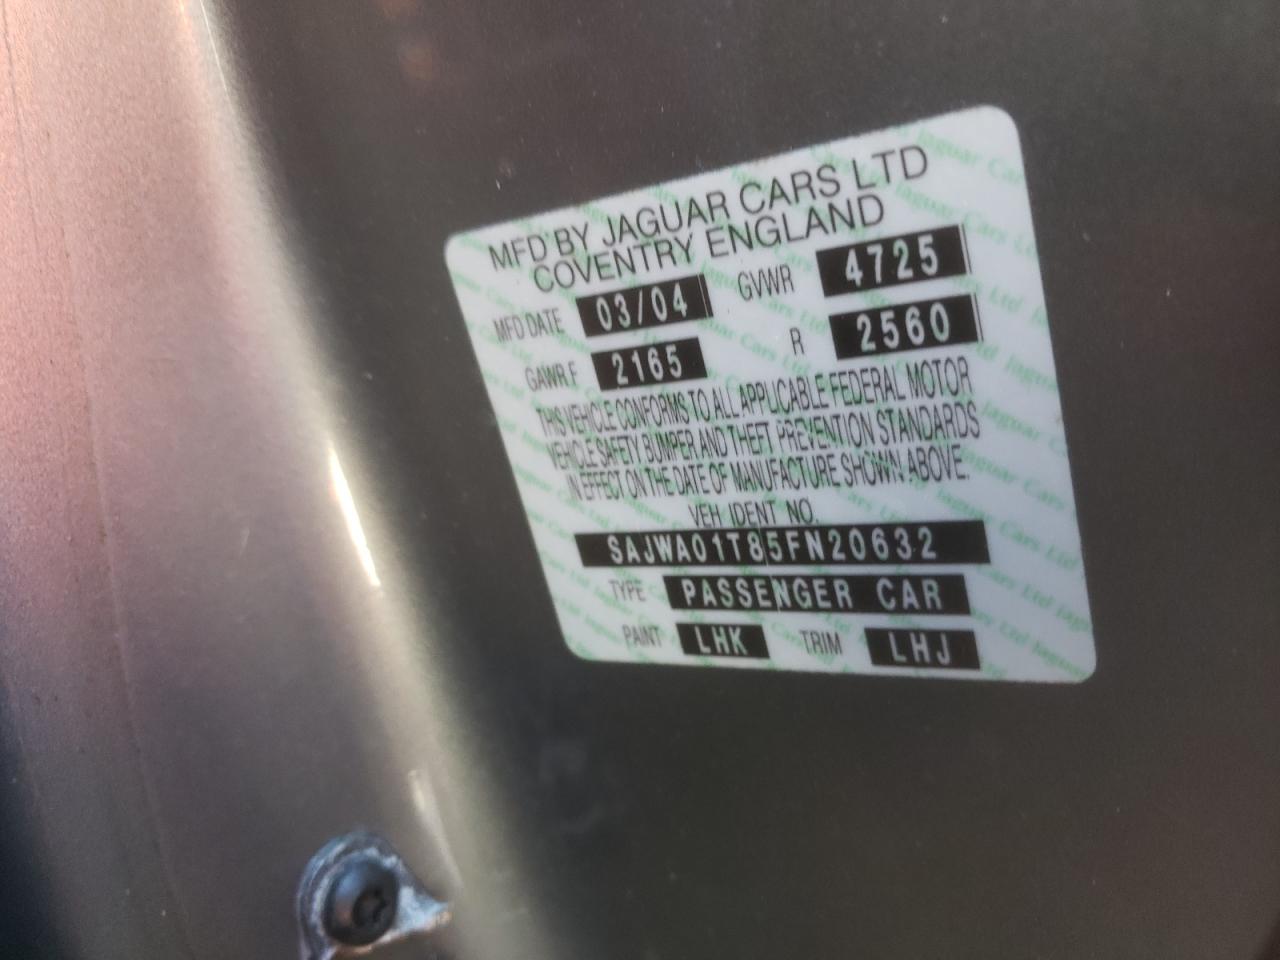 MFD BY JAGUAR CARS LTD
COVENTRY ENGLAND
MFD DATE 03/04 GVWR 4725
GAWR.F 2165 R 2560
THIS VEHICLE CONFORMS TO ALL APPLICABLE FEDERAL MOTOR
VEHICLE SAFETY BUMPER AND THEFT PREVENTION STANDARDS
IN EFFECT ON THE DATE OF MANUFACTURE SHOWN ABOVE.
VEH IDENT NO.
SAJWA01T85FN20632
TYPE PASSENGER CAR
PAINT LHK TRIM LHJ